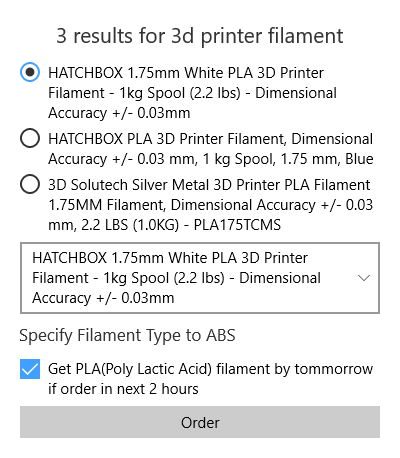 3 results for 3d printer filament
HATCHBOX 1.75mm White PLA 3D Printer
Filament - 1kg Spool (2.2 lbs) - Dimensional
Accuracy +/- 0.03mm
HATCHBOX PLA 3D Printer Filament, Dimensional
Accuracy +/- 0.03 mm, 1 kg Spool, 1.75 mm, Blue
3D Solutech Silver Metal 3D Printer PLA Filament
1.75MM Filament, Dimensional Accuracy +/- 0.03
mm, 2.2 LBS (1.0KG) - PLA175TCMS
HATCHBOX 1.75mm White PLA 3D Printer
Filament - 1kg Spool (2.2 lbs) - Dimensional
Accuracy +/- 0.03mm
Specify Filament Type to ABS
Get PLA(Poly Lactic Acid) filament by tommorrow
if order in next 2 hours
Order